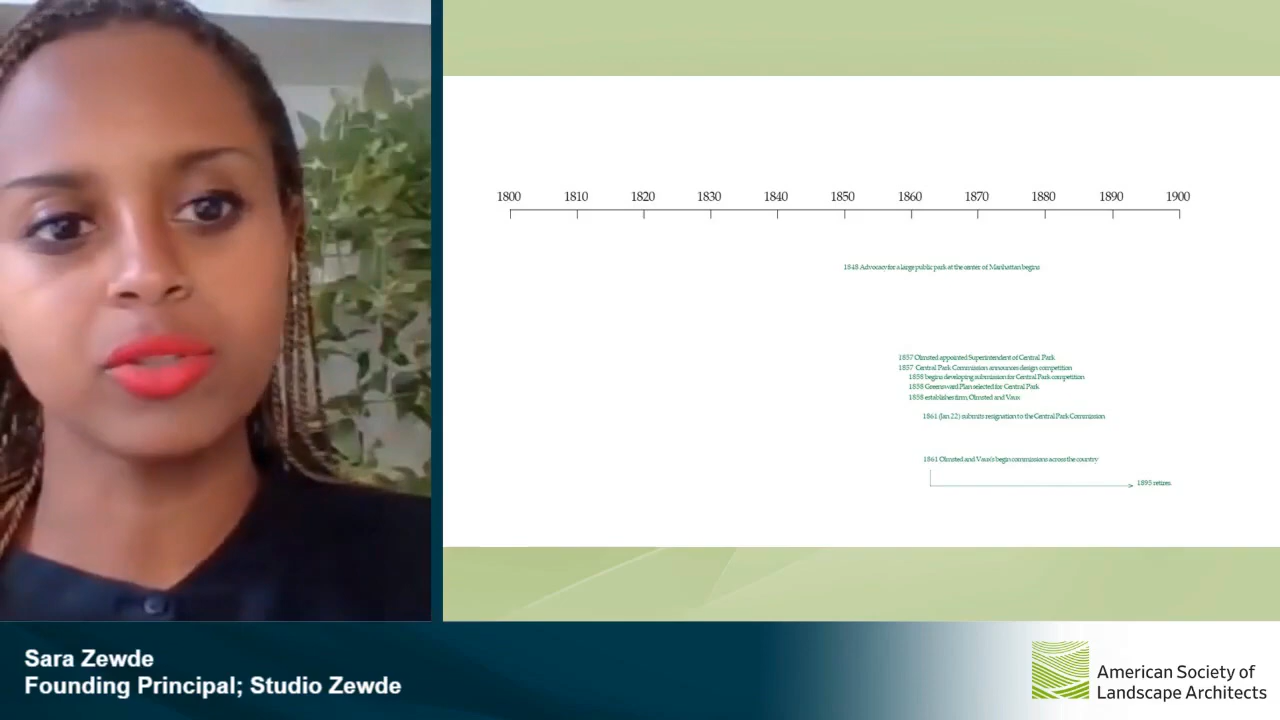 1800 1810 1820 1830 1840 1850 1860 1870 1880 1890 1900
1848 Advocacy for a large public park at the center of Manhattan begins
1857 Olmsted appointed Superintendent of Central Park
1857 Central Park Commission announces design competition
1858 begins developing submission for Central Park competition
1858 Greensward Plan selected for Central Park
1858 establishes firm, Olmsted and Vaux
1861 (Jan 22) submits resignation to the Central Park Commission
1861 Olmsted and Vaux's begin commissions across the country
1895 retires
Sara Zewde
Founding Principal; Studio Zewde
American Society of
Landscape Architects